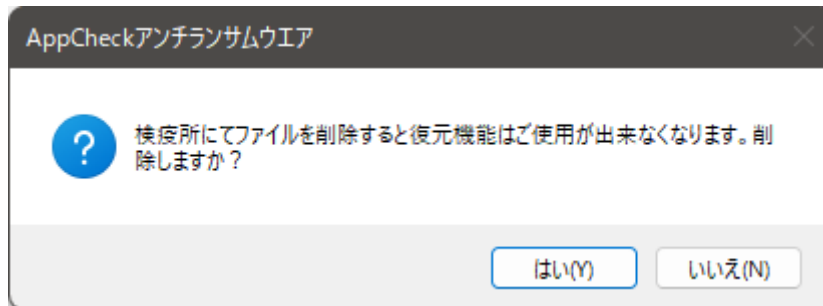 AppCheckアンチランサムウエア
検疫所にてファイルを削除すると復元機能はご使用が出来なくなります。削
除しますか？
はい(Y)
いいえ(N)